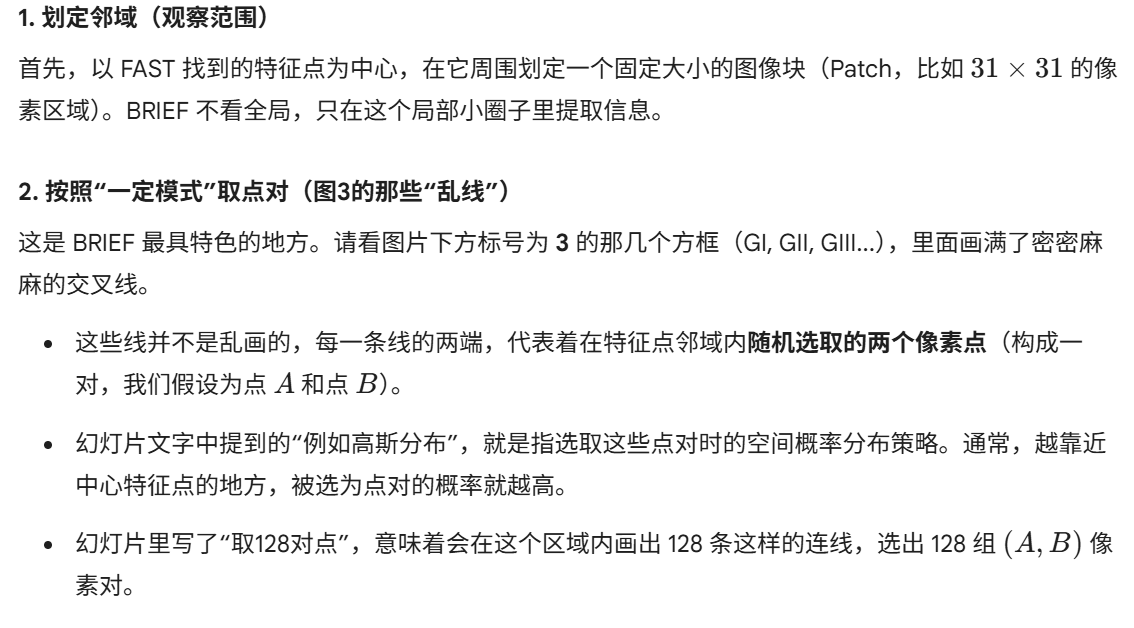 1. 划定邻域（观察范围）
首先，以 FAST 找到的特征点为中心，在它周围划定一个固定大小的图像块（Patch，比如 31 × 31 的像
素区域）。BRIEF 不看全局，只在这个局部小圈子里提取信息。
2. 按照“一定模式”取点对（图3的那些“乱线”）
这是 BRIEF 最具特色的地方。请看图片下方标号为 3 的那几个方框（GI, GII, GIII...），里面画满了密密麻
麻的交叉线。
• 这些线并不是乱画的，每一条线的两端，代表着在特征点邻域内随机选取的两个像素点（构成一
对，我们假设为点 A 和点 B）。
• 幻灯片文字中提到的“例如高斯分布”，就是指选取这些点对时的空间概率分布策略。通常，越靠近
中心特征点的地方，被选为点对的概率就越高。
• 幻灯片里写了“取128对点”，意味着会在这个区域内画出 128 条这样的连线，选出 128 组 (A, B) 像
素对。